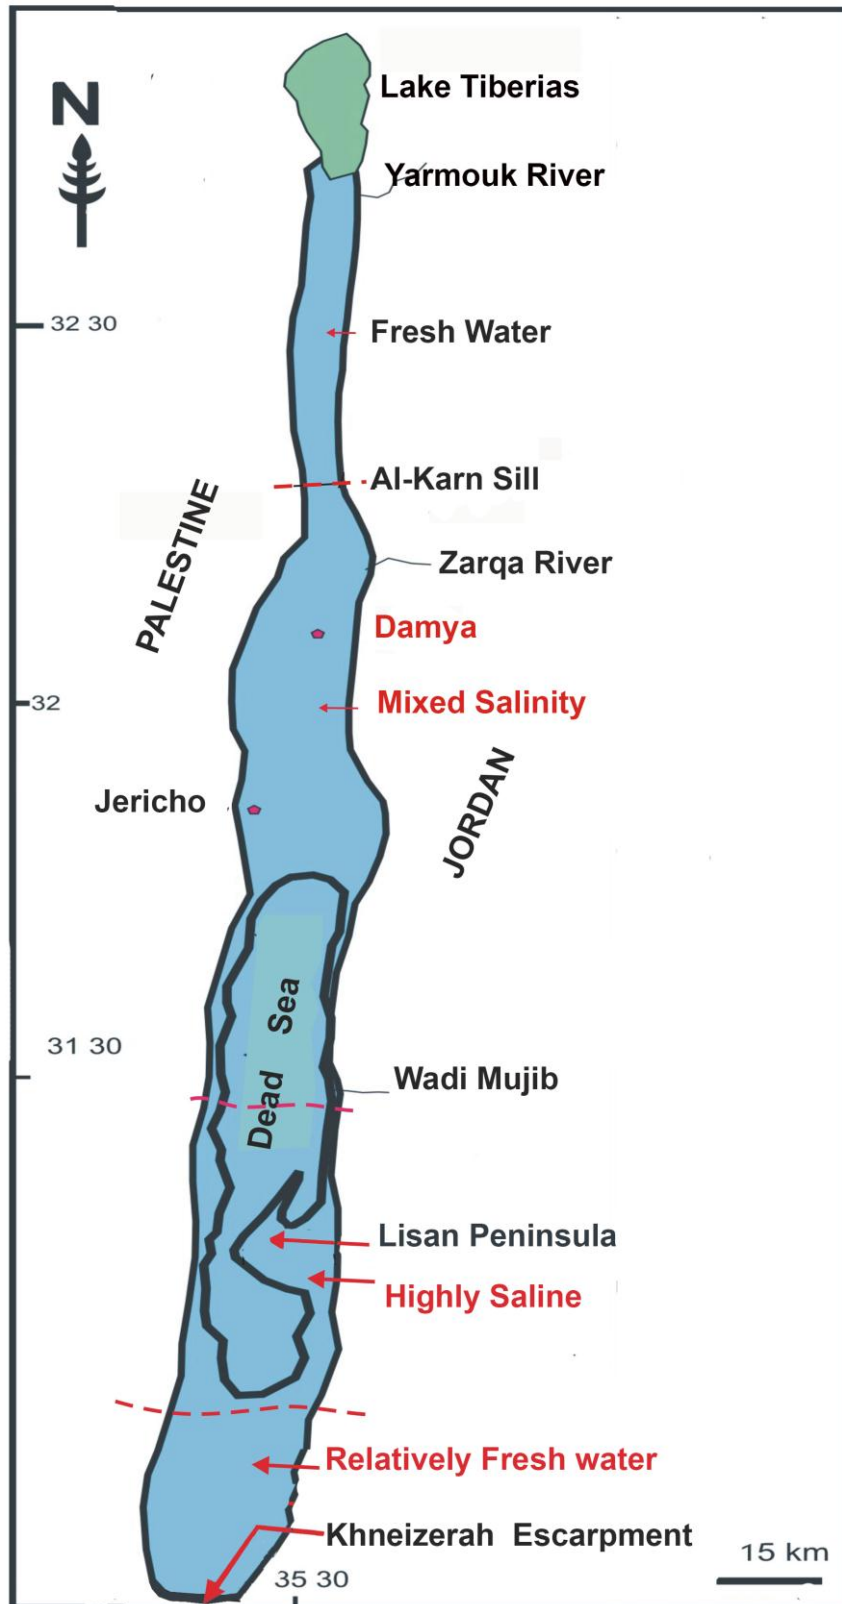 Lake Tiberias
N
Yarmouk River
32 30
Fresh Water
Al-Karn Sill
PALESTINE
Zarqa River
Damya
32
Mixed Salinity
Jericho
JORDAN
Dead Sea
31 30
Wadi Mujib
Lisan Peninsula
Highly Saline
Relatively Fresh water
Khneizerah Escarpment
15 km
35 30